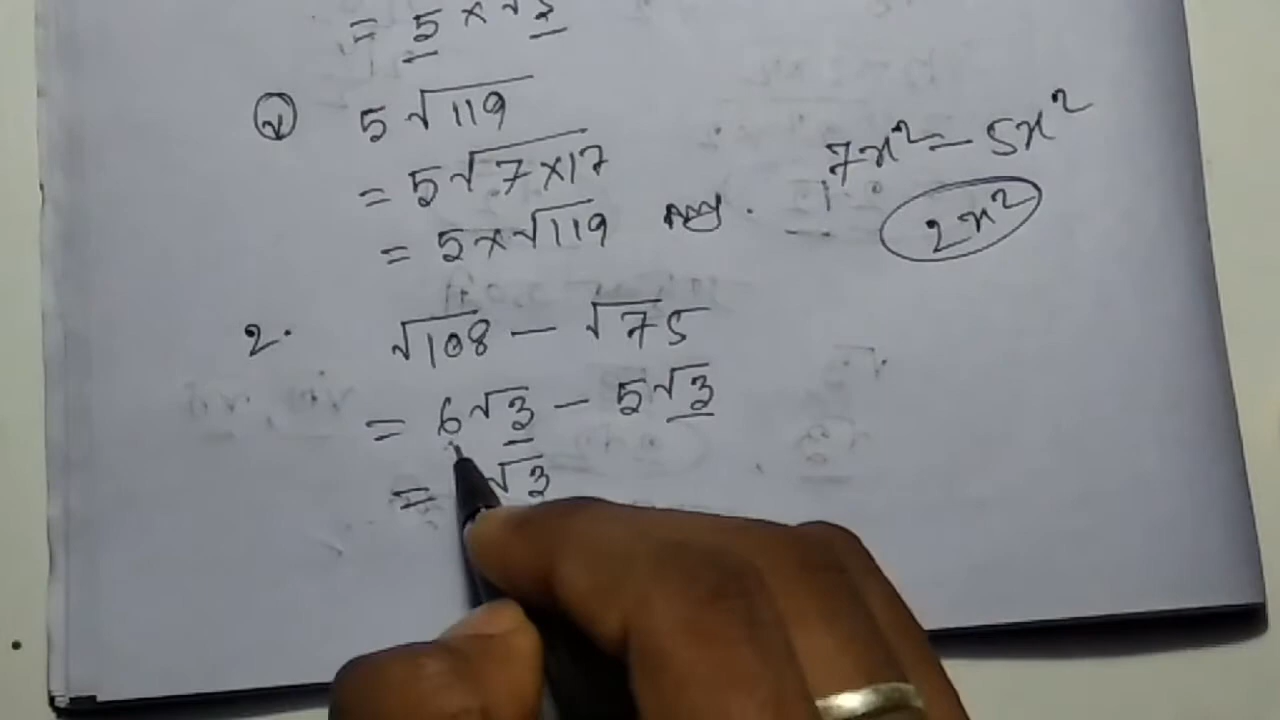 = 5 × √3
(v) 5 √119
= 5 √7×17
= 5 × √119 Ans.
7x² - 5x²
2x²
2. √108 - √75
= 6 √3 - 5 √3
= √3